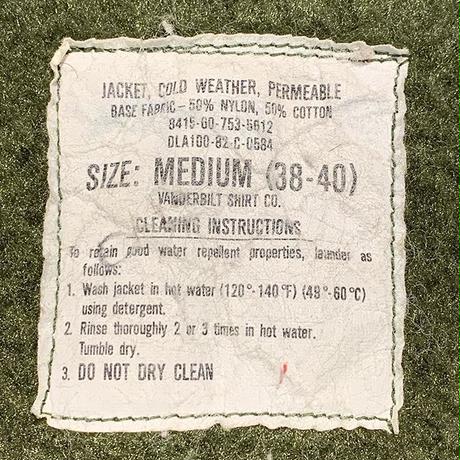 JACKET, COLD WEATHER, PERMEABLE
BASE FABRIC - 50% NYLON, 50% COTTON
8415-00-753-5612
DLA100-82-C-0584
SIZE: MEDIUM (38-40)
VANDERBILT SHIRT CO.
CLEANING INSTRUCTIONS
To retain good water repellent properties, launder as
follows:
1. Wash jacket in hot water (120°-140°F) (49°-60°C)
using detergent.
2. Rinse thoroughly 2 or 3 times in hot water.
Tumble dry.
3. DO NOT DRY CLEAN